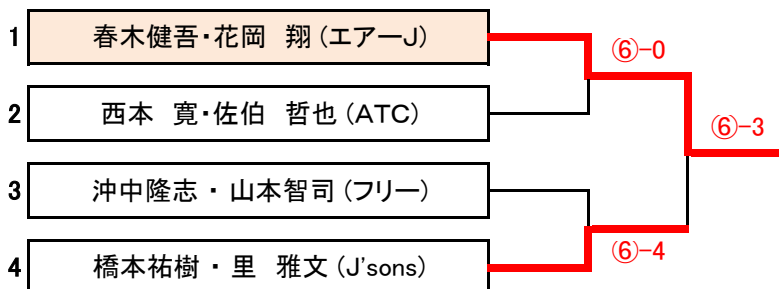 1 春木健吾・花岡　翔 (エアーJ)
⑥-0
2 西本　寛・佐伯　哲也 (ATC)
⑥-3
3 沖中隆志 ・ 山本智司 (フリー)
⑥-4
4 橋本祐樹 ・ 里　雅文 (J'sons)